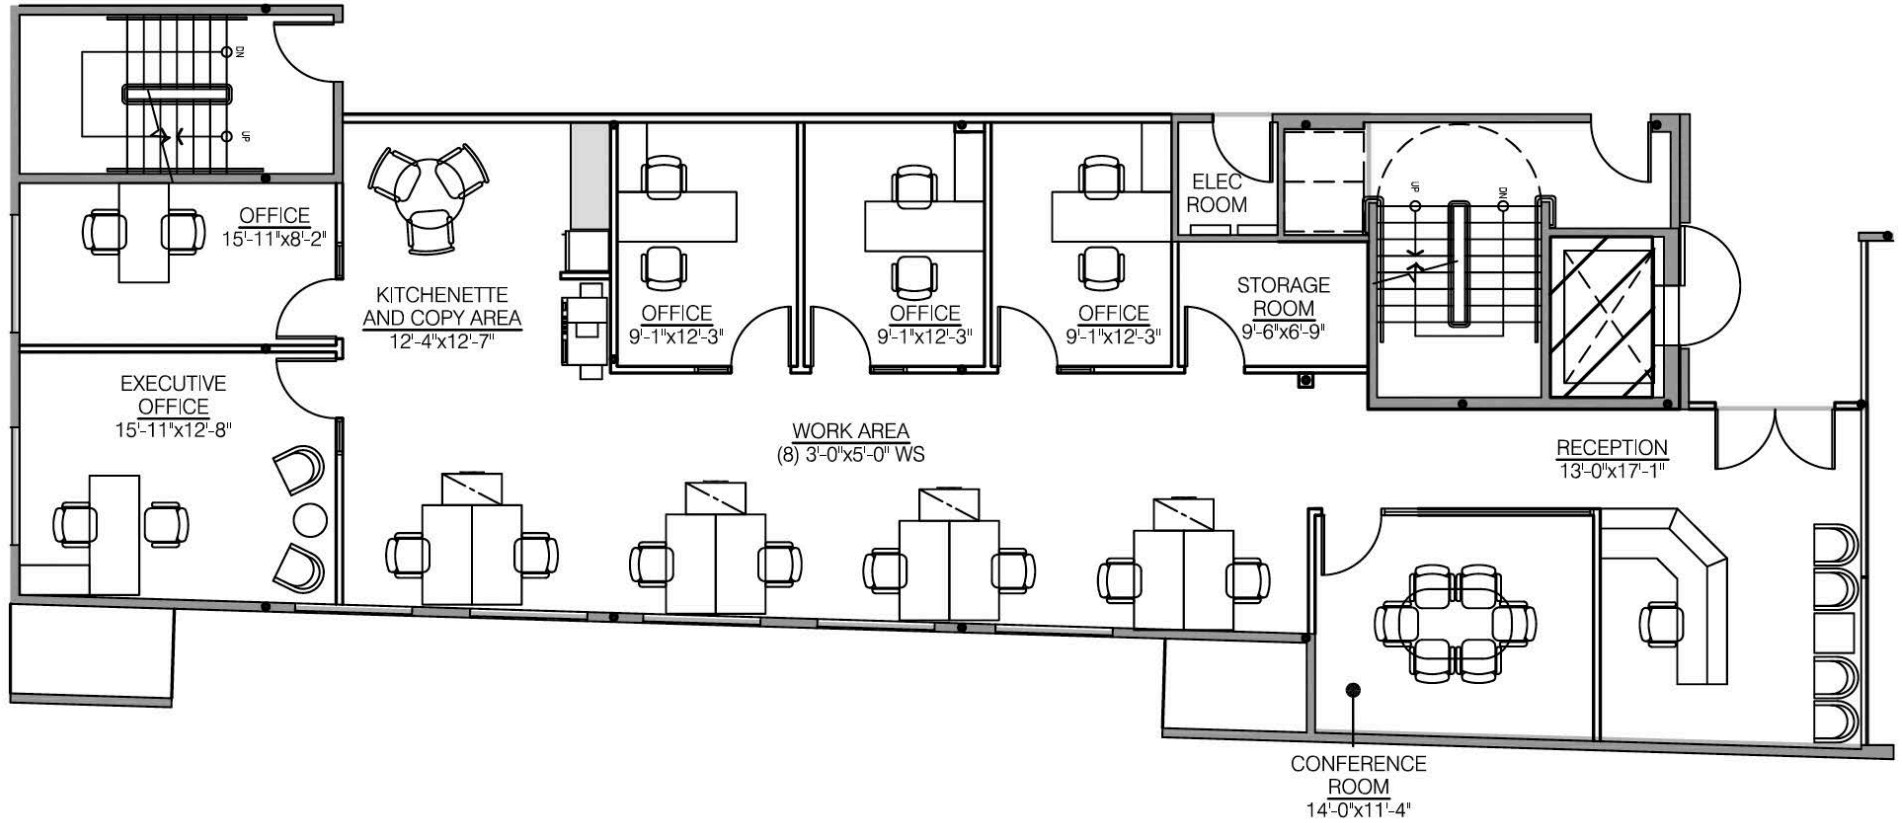 DN
UP
OFFICE
15'-11"x8'-2"
KITCHENETTE
AND COPY AREA
12'-4"x12'-7"
OFFICE
9'-1"x12'-3"
OFFICE
9'-1"x12'-3"
OFFICE
9'-1"x12'-3"
ELEC
ROOM
STORAGE
ROOM
9'-6"x6'-9"
UP
DN
EXECUTIVE
OFFICE
15'-11"x12'-8"
WORK AREA
(8) 3'-0"x5'-0" WS
RECEPTION
13'-0"x17'-1"
CONFERENCE
ROOM
14'-0"x11'-4"